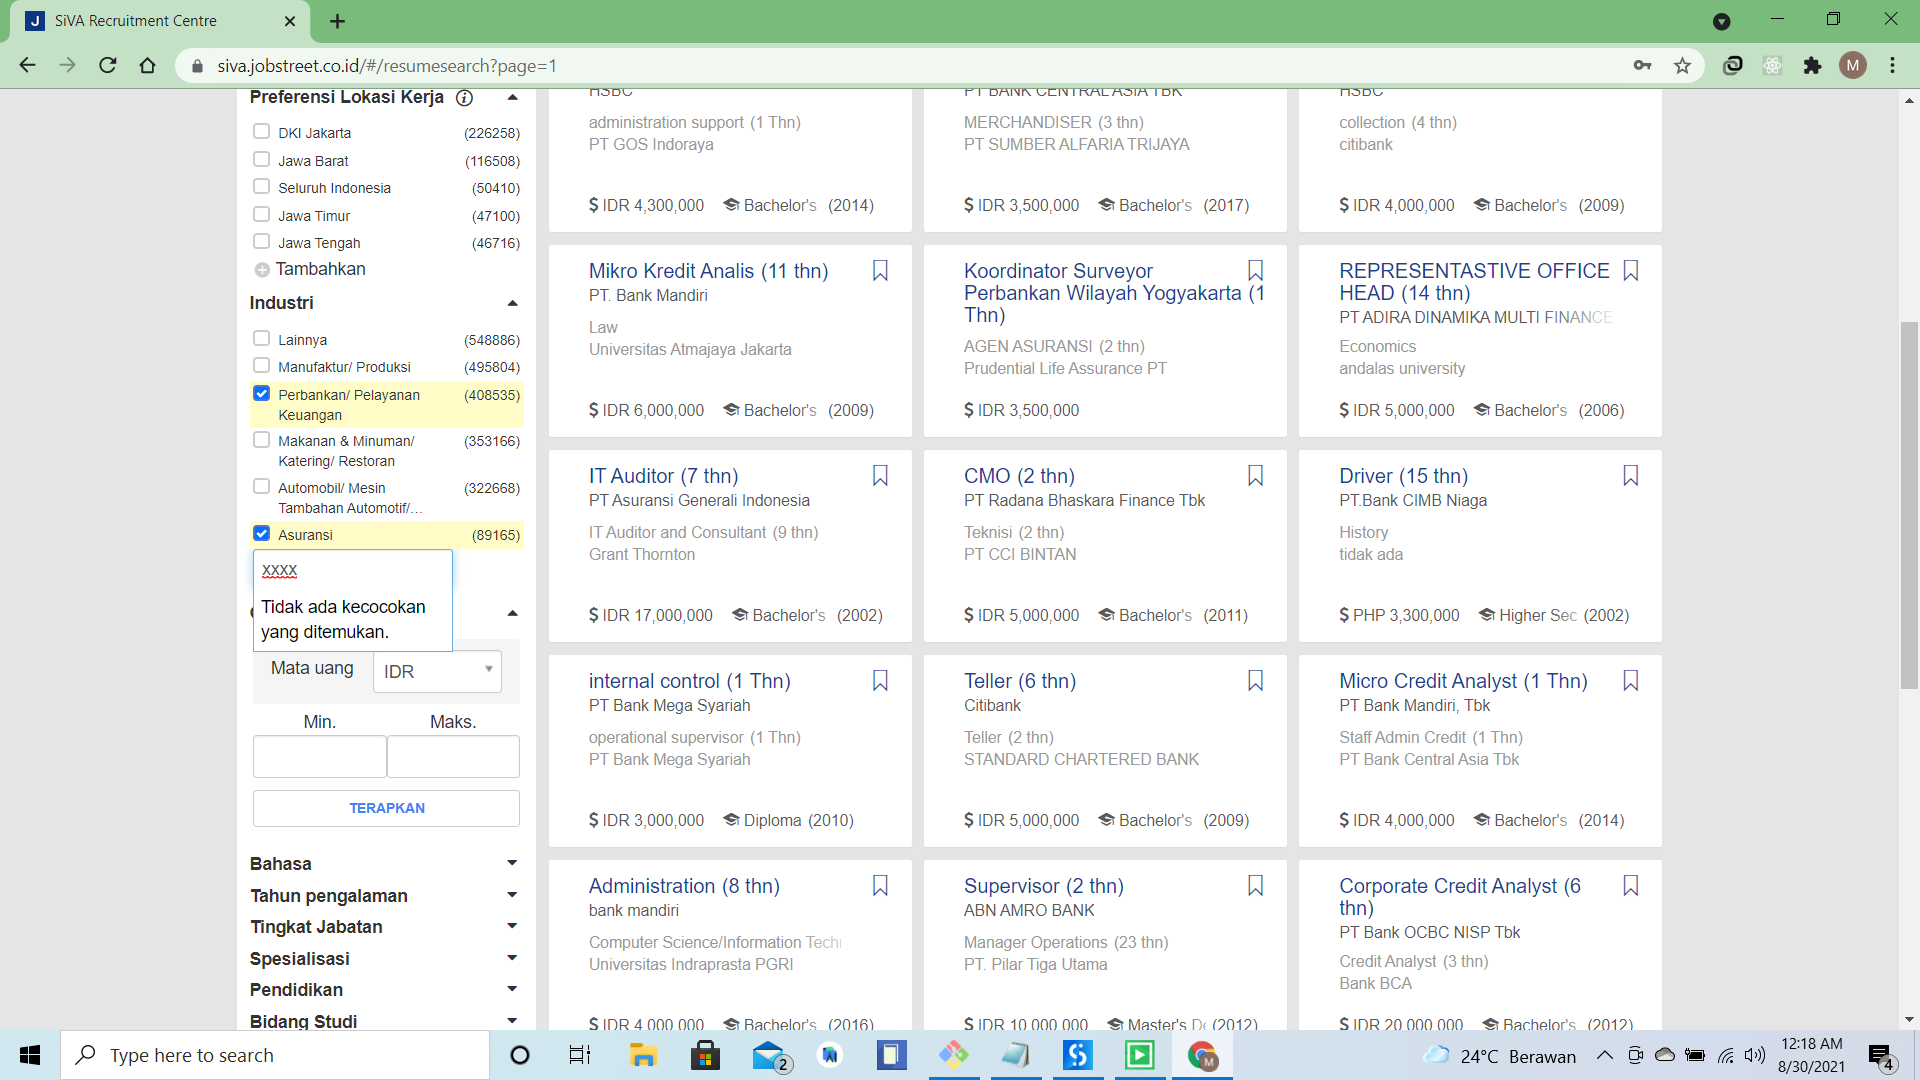 SiVA Recruitment Centre
siva.jobstreet.co.id/#/resumesearch?page=1
M
Preferensi Lokasi Kerja
DKI Jakarta (226258)
Jawa Barat (116508)
Seluruh Indonesia (50410)
Jawa Timur (47100)
Jawa Tengah (46716)
Tambahkan
Industri
Lainnya (548886)
Manufaktur/ Produksi (495804)
Perbankan/ Pelayanan (408535)
Keuangan
Makanan & Minuman/ (353166)
Katering/ Restoran
Automobil/ Mesin (322668)
Tambahan Automotif/...
Asuransi (89165)
xxxx
Tidak ada kecocokan
yang ditemukan.
Mata uang IDR
Min. Maks.
TERAPKAN
Bahasa
Tahun pengalaman
Tingkat Jabatan
Spesialisasi
Pendidikan
Bidang Studi
HSBC
administration support (1 Thn)
PT GOS Indoraya
$ IDR 4,300,000 Bachelor's (2014)
PT BANK CENTRAL ASIA TBK
MERCHANDISER (3 thn)
PT SUMBER ALFARIA TRIJAYA
$ IDR 3,500,000 Bachelor's (2017)
HSBC
collection (4 thn)
citibank
$ IDR 4,000,000 Bachelor's (2009)
Mikro Kredit Analis (11 thn)
PT. Bank Mandiri
Law
Universitas Atmajaya Jakarta
$ IDR 6,000,000 Bachelor's (2009)
Koordinator Surveyor
Perbankan Wilayah Yogyakarta (1
Thn)
AGEN ASURANSI (2 thn)
Prudential Life Assurance PT
$ IDR 3,500,000
REPRESENTASTIVE OFFICE
HEAD (14 thn)
PT ADIRA DINAMIKA MULTI FINANCE
Economics
andalas university
$ IDR 5,000,000 Bachelor's (2006)
IT Auditor (7 thn)
PT Asuransi Generali Indonesia
IT Auditor and Consultant (9 thn)
Grant Thornton
$ IDR 17,000,000 Bachelor's (2002)
CMO (2 thn)
PT Radana Bhaskara Finance Tbk
Teknisi (2 thn)
PT CCI BINTAN
$ IDR 5,000,000 Bachelor's (2011)
Driver (15 thn)
PT.Bank CIMB Niaga
History
tidak ada
$ PHP 3,300,000 Higher Sec (2002)
internal control (1 Thn)
PT Bank Mega Syariah
operational supervisor (1 Thn)
PT Bank Mega Syariah
$ IDR 3,000,000 Diploma (2010)
Teller (6 thn)
Citibank
Teller (2 thn)
STANDARD CHARTERED BANK
$ IDR 5,000,000 Bachelor's (2009)
Micro Credit Analyst (1 Thn)
PT Bank Mandiri, Tbk
Staff Admin Credit (1 Thn)
PT Bank Central Asia Tbk
$ IDR 4,000,000 Bachelor's (2014)
Administration (8 thn)
bank mandiri
Computer Science/Information Tech
Universitas Indraprasta PGRI
$ IDR 4,000,000 Bachelor's (2016)
Supervisor (2 thn)
ABN AMRO BANK
Manager Operations (23 thn)
PT. Pilar Tiga Utama
$ IDR 10,000,000 Master's De (2012)
Corporate Credit Analyst (6
thn)
PT Bank OCBC NISP Tbk
Credit Analyst (3 thn)
Bank BCA
$ IDR 20,000,000 Bachelor's (2012)
Type here to search
2
M
24°C Berawan
12:18 AM
8/30/2021
4